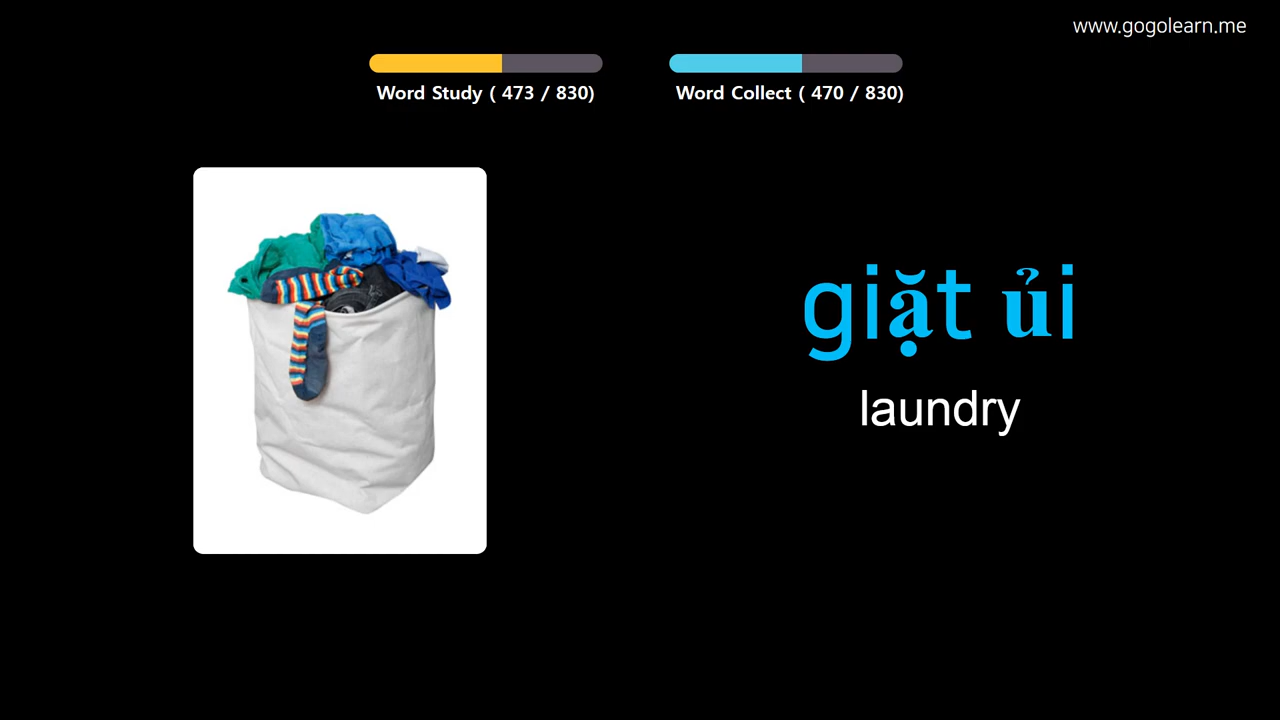 www.gogolearn.me
Word Study ( 473 / 830)
Word Collect ( 470 / 830)
giặt ủi
laundry